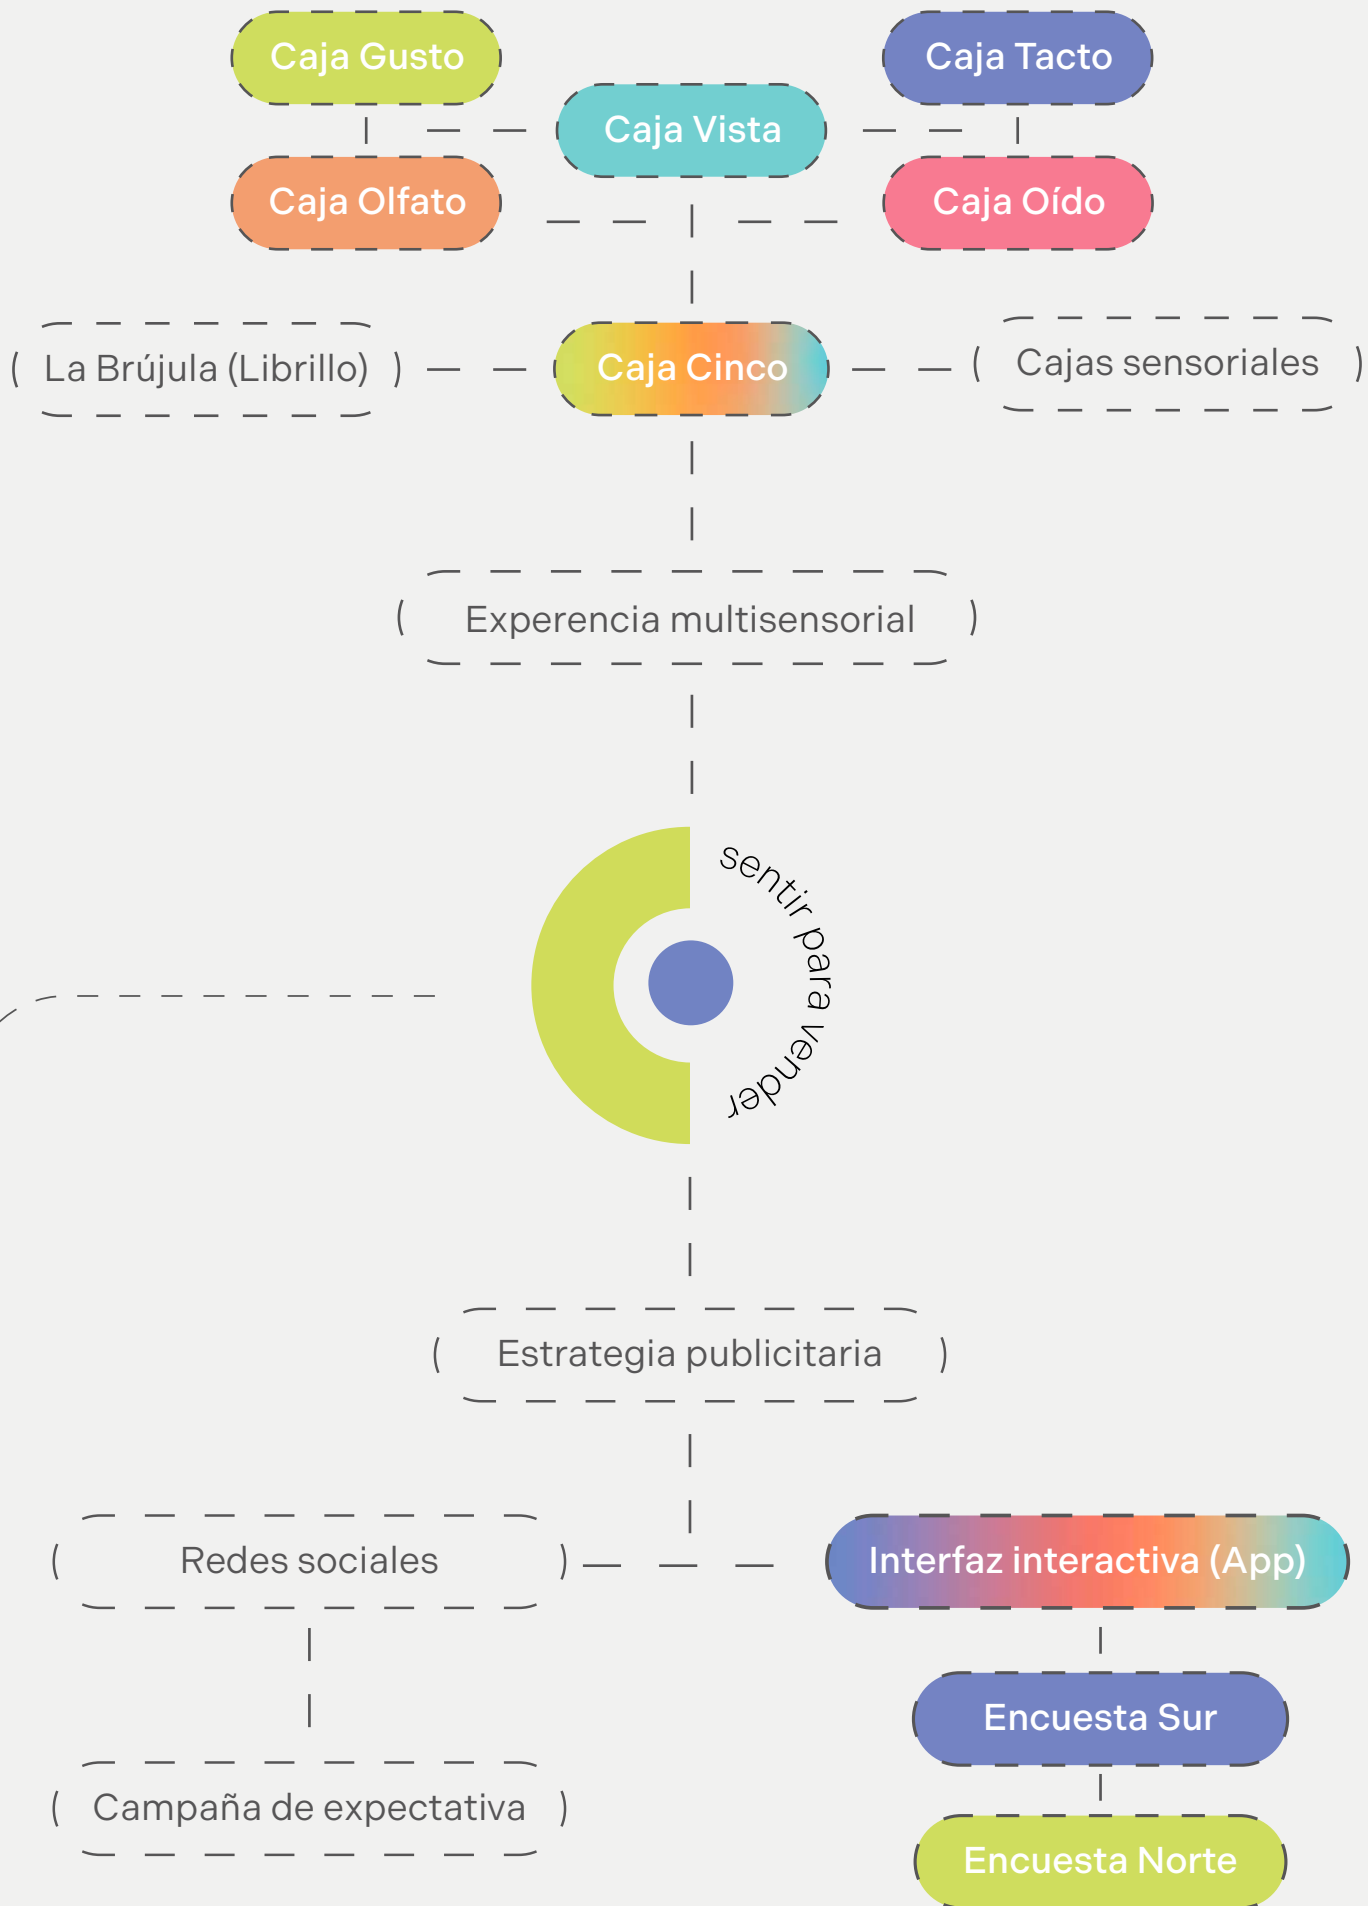 Caja Gusto
Caja Tacto
Caja Vista
Caja Olfato
Caja Oído
La Brújula (Librillo)
Caja Cinco
Cajas sensoriales
Experencia multisensorial
sentir para vender
Estrategia publicitaria
Redes sociales
Interfaz interactiva (App)
Encuesta Sur
Campaña de expectativa
Encuesta Norte